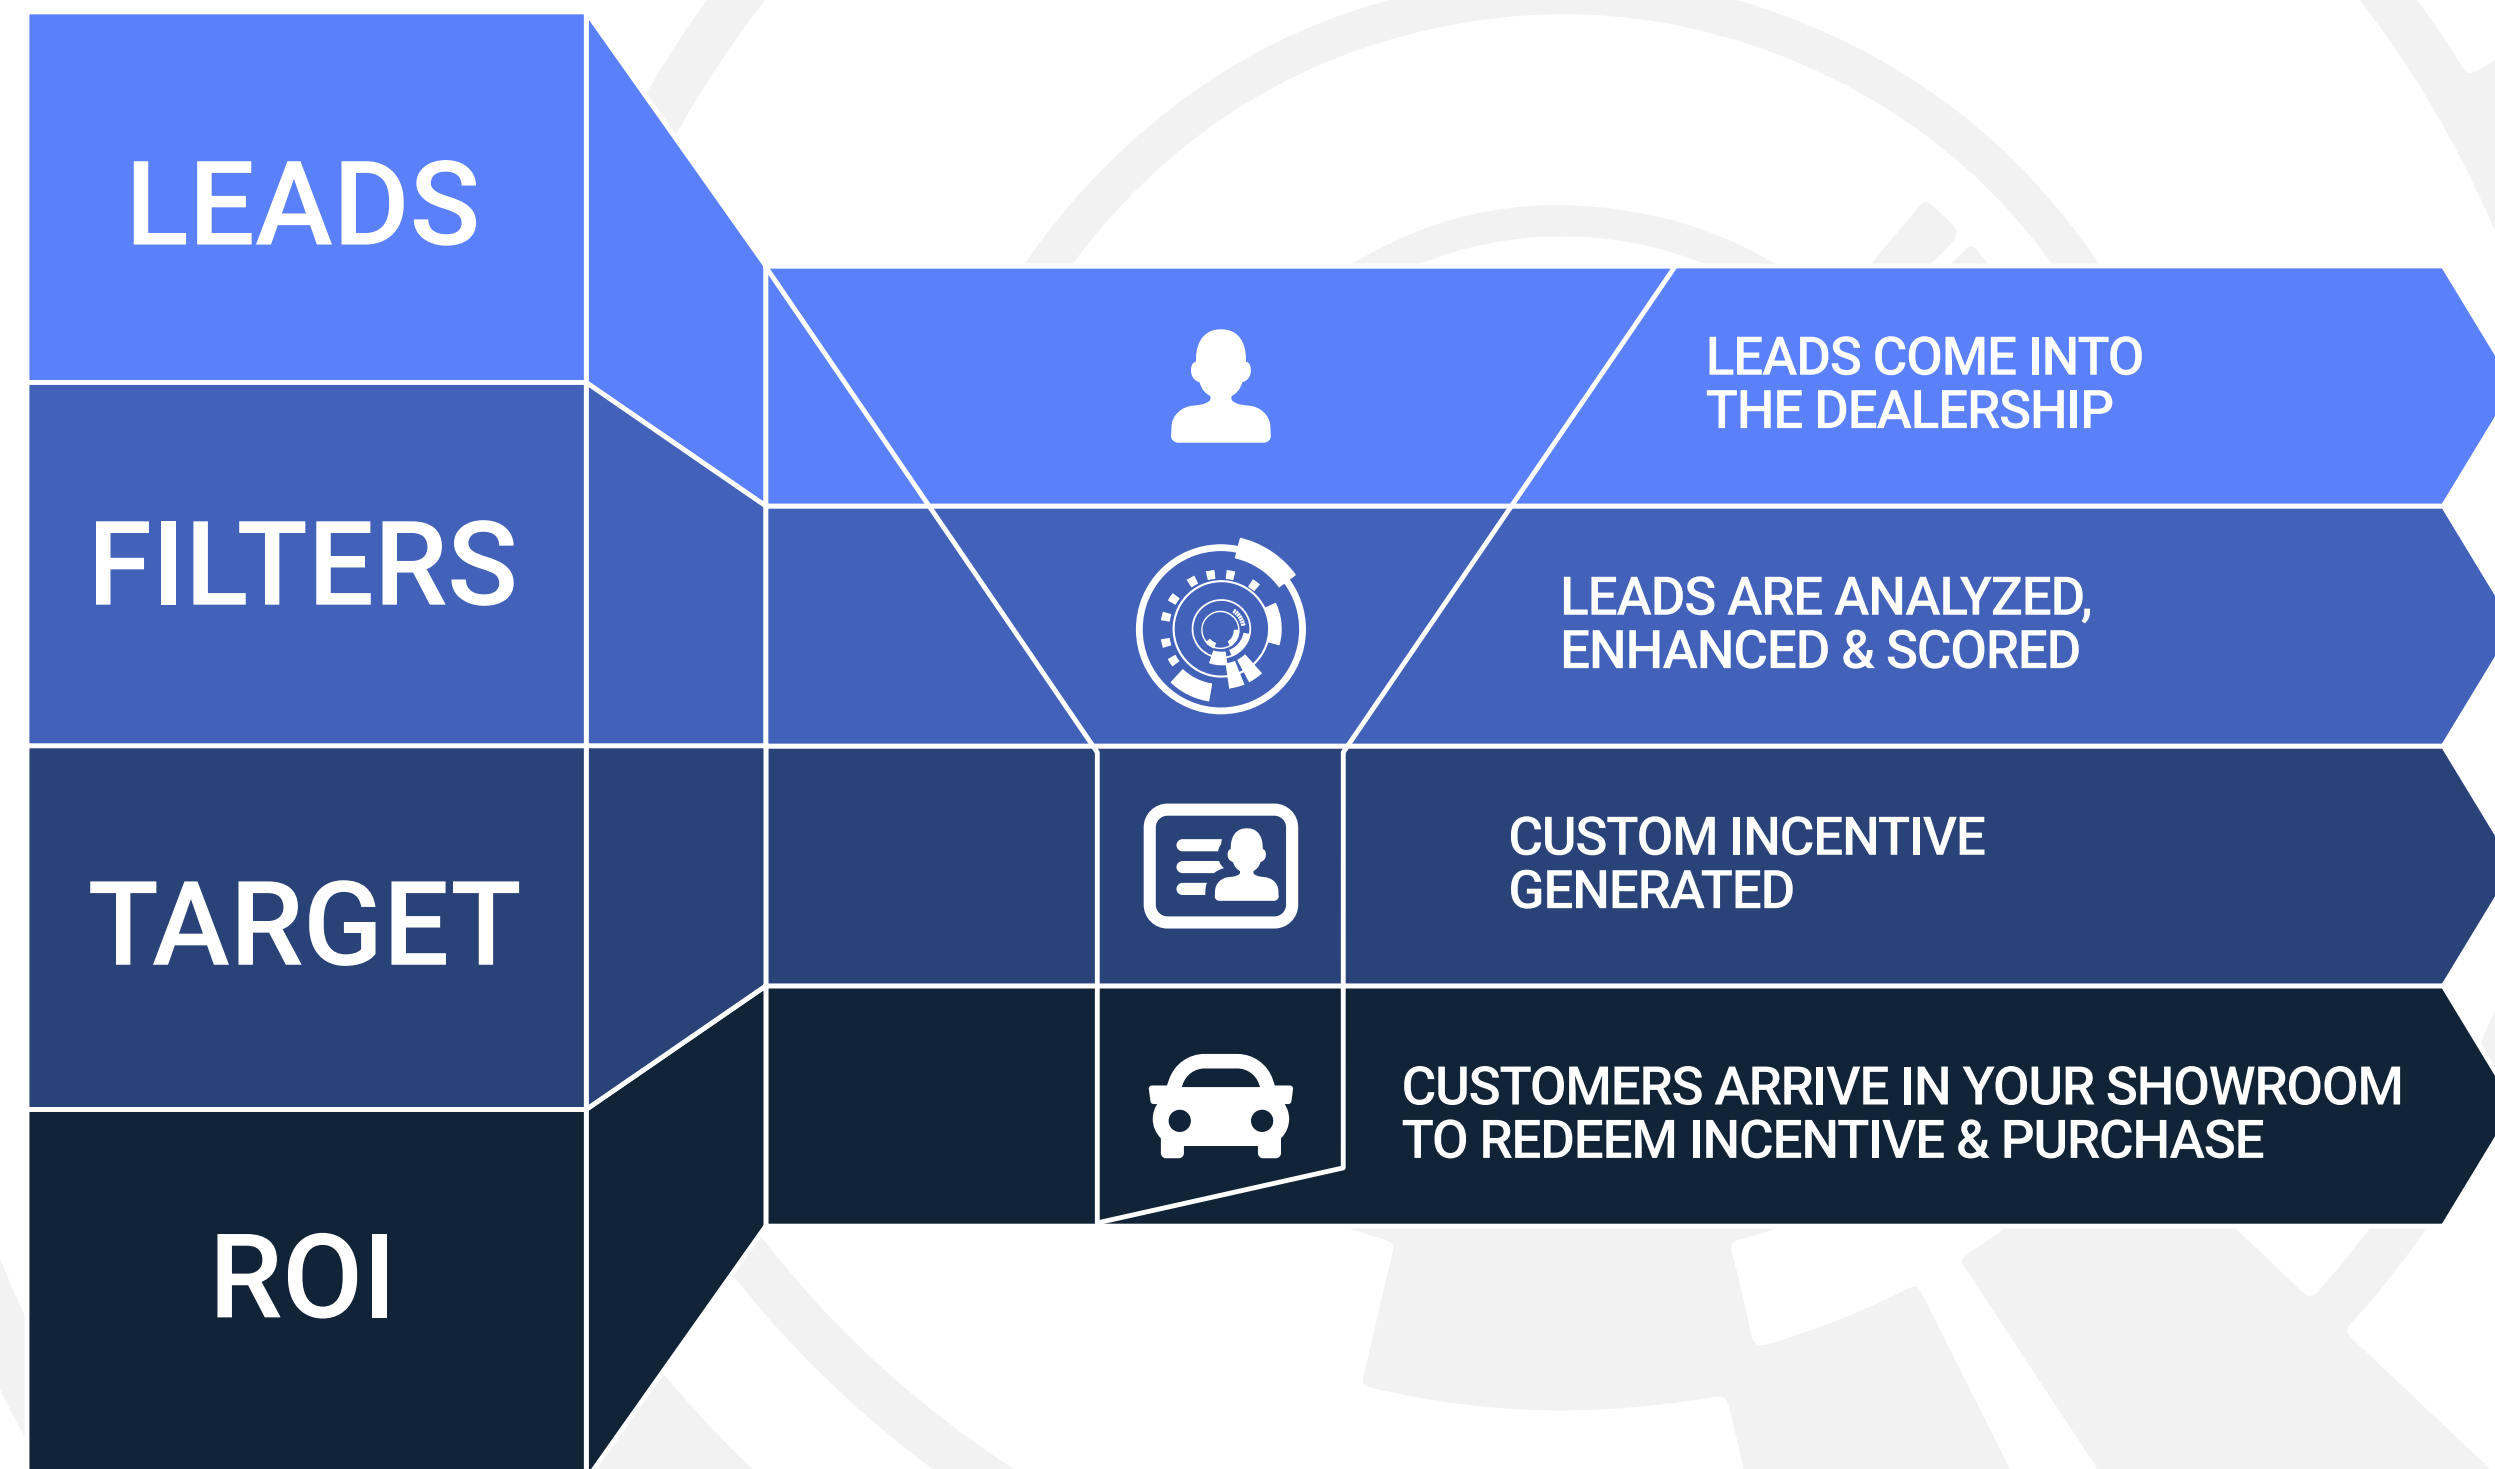 LEADS
LEADS COME INTO
THE DEALERSHIP
FILTERS
LEADS ARE ANALYZED,
ENHANCED & SCORED
TARGET
CUSTOM INCENTIVE
GENERATED
ROI
CUSTOMERS ARRIVE IN YOUR SHOWROOM
TO REDEEM INCENTIVE & PURCHASE